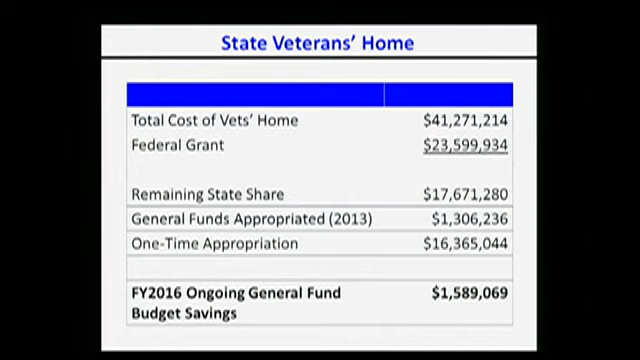 State Veterans' Home
Total Cost of Vets' Home $41,271,214
Federal Grant $23,599,934
Remaining State Share $17,671,280
General Funds Appropriated (2013) $1,306,236
One-Time Appropriation $16,365,044
FY2016 Ongoing General Fund $1,589,069
Budget Savings